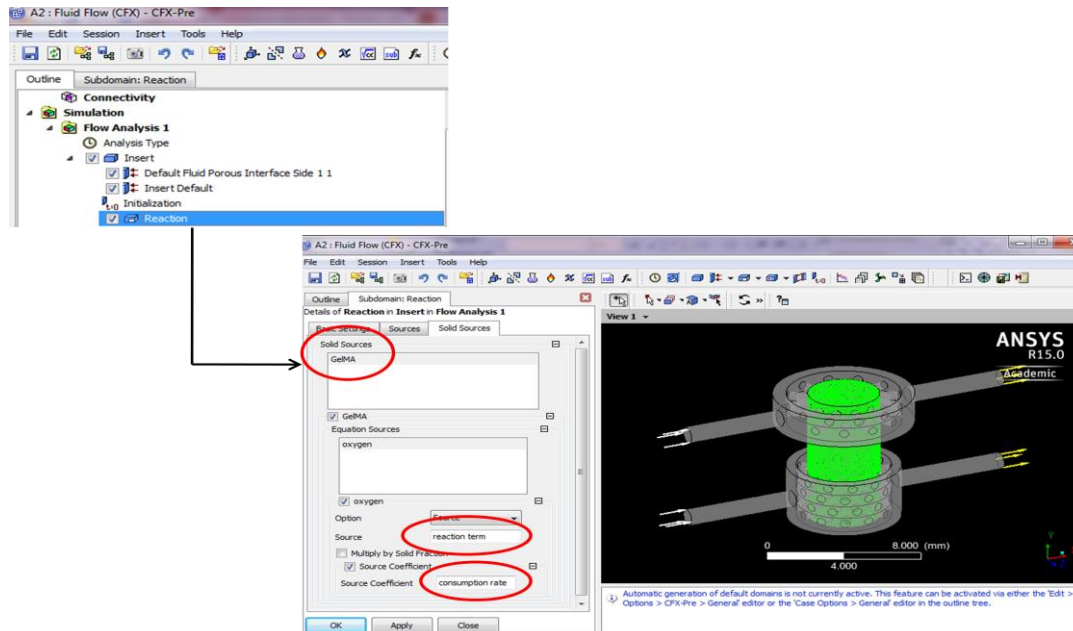 A2 : Fluid Flow (CFX) - CFX-Pre
File Edit Session Insert Tools Help
Outline Subdomain: Reaction
Connectivity
Simulation
Flow Analysis 1
Analysis Type
Insert
Default Fluid Porous Interface Side 1 1
Insert Default
Initialization
Reaction
A2 : Fluid Flow (CFX) - CFX-Pre
File Edit Session Insert Tools Help
Outline Subdomain: Reaction
Details of Reaction in Insert in Flow Analysis 1
Basic Settings Sources Solid Sources
Solid Sources
GelMA
GelMA
Equation Sources
oxygen
oxygen
Option Source
Source reaction term
Multiply by Solid Fraction
Source Coefficient
Source Coefficient consumption rate
OK Apply Close
View 1
ANSYS
R15.0
Academic
0 8.000 (mm)
4.000
Y
Automatic generation of default domains is not currently active. This feature can be activated via either the 'Edit >
Options > CFX-Pre > General' editor or the 'Case Options > General' editor in the outline tree.